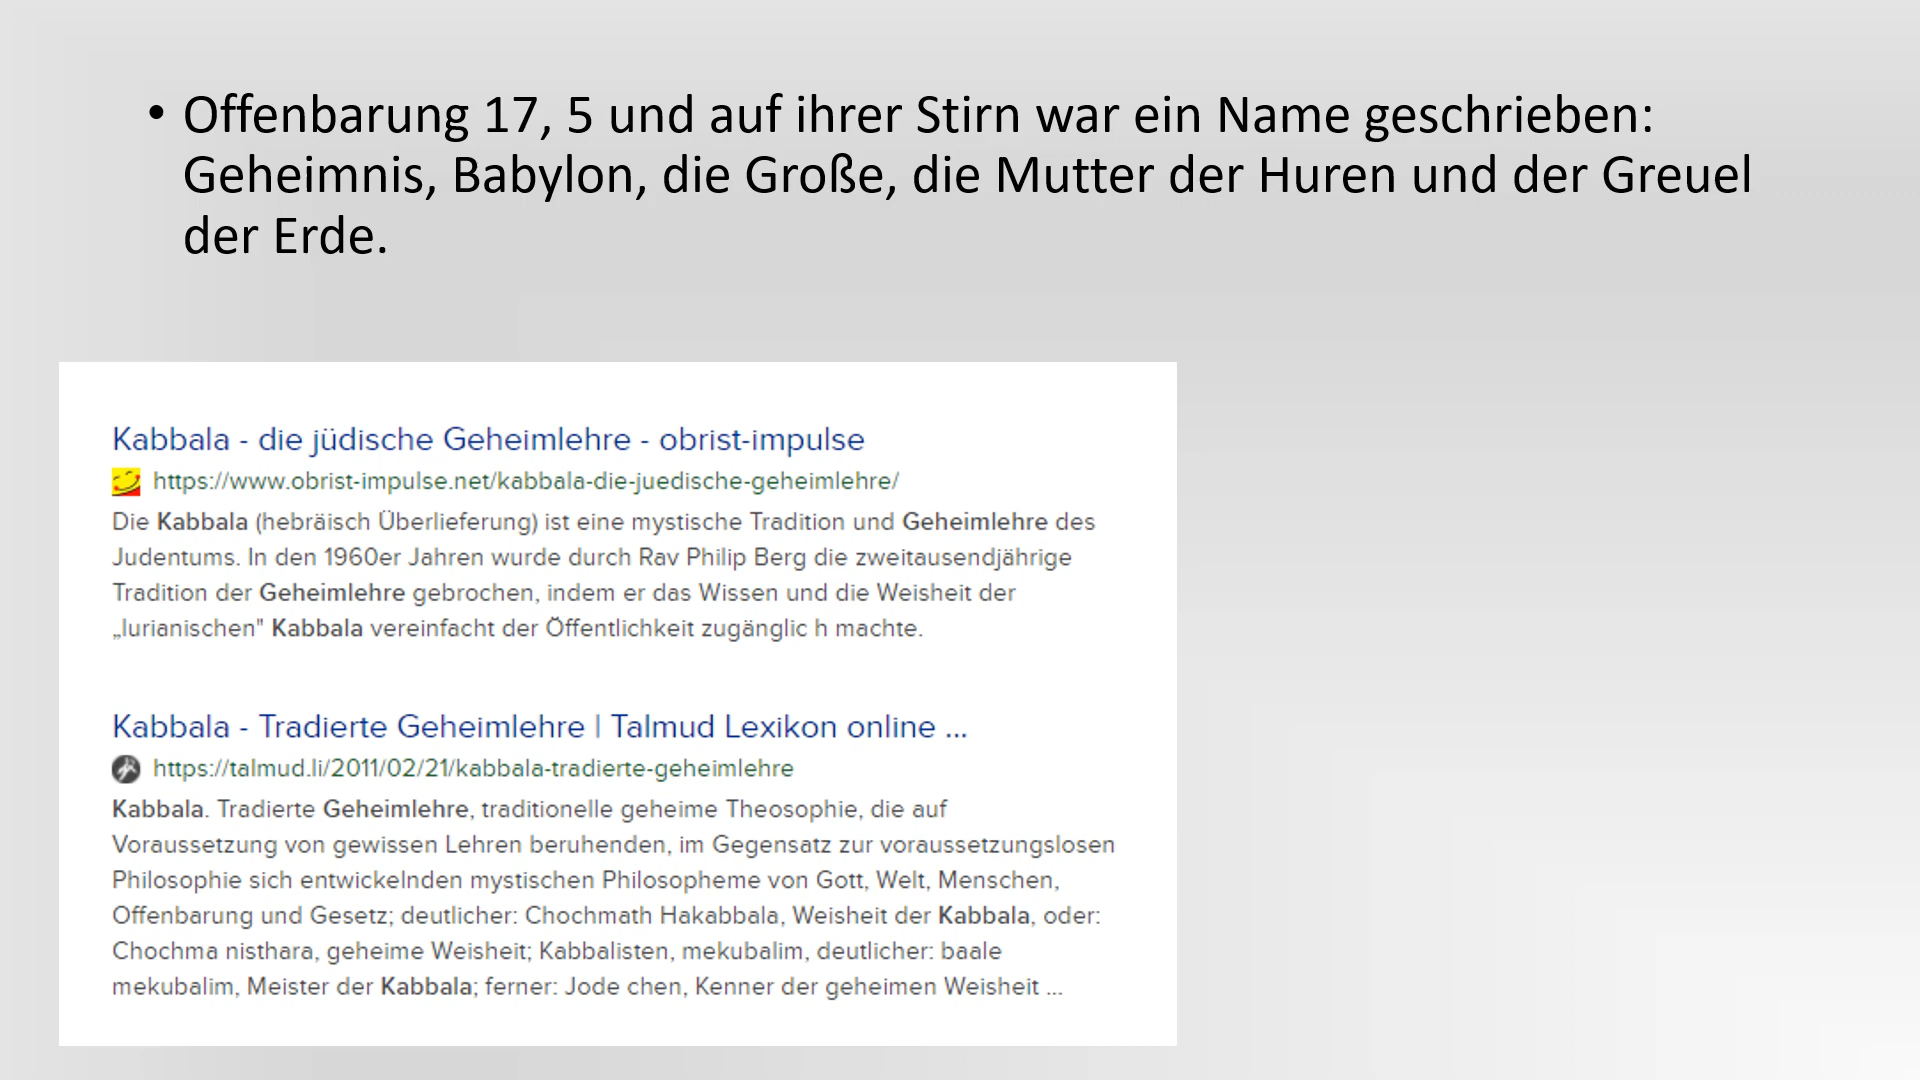 • Offenbarung 17, 5 und auf ihrer Stirn war ein Name geschrieben:
Geheimnis, Babylon, die Große, die Mutter der Huren und der Greuel
der Erde.
Kabbala - die jüdische Geheimlehre - obrist-impulse
https://www.obrist-impulse.net/kabbala-die-juedische-geheimlehre/
Die Kabbala (hebräisch Überlieferung) ist eine mystische Tradition und Geheimlehre des
Judentums. In den 1960er Jahren wurde durch Rav Philip Berg die zweitausendjährige
Tradition der Geheimlehre gebrochen, indem er das Wissen und die Weisheit der
„lurianischen" Kabbala vereinfacht der Öffentlichkeit zugänglic h machte.
Kabbala - Tradierte Geheimlehre | Talmud Lexikon online ...
https://talmud.li/2011/02/21/kabbala-tradierte-geheimlehre
Kabbala. Tradierte Geheimlehre, traditionelle geheime Theosophie, die auf
Voraussetzung von gewissen Lehren beruhenden, im Gegensatz zur voraussetzungslosen
Philosophie sich entwickelnden mystischen Philosopheme von Gott, Welt, Menschen,
Offenbarung und Gesetz; deutlicher: Chochmath Hakabbala, Weisheit der Kabbala, oder:
Chochma nisthara, geheime Weisheit; Kabbalisten, mekubalim, deutlicher: baale
mekubalim, Meister der Kabbala; ferner: Jode chen, Kenner der geheimen Weisheit ...